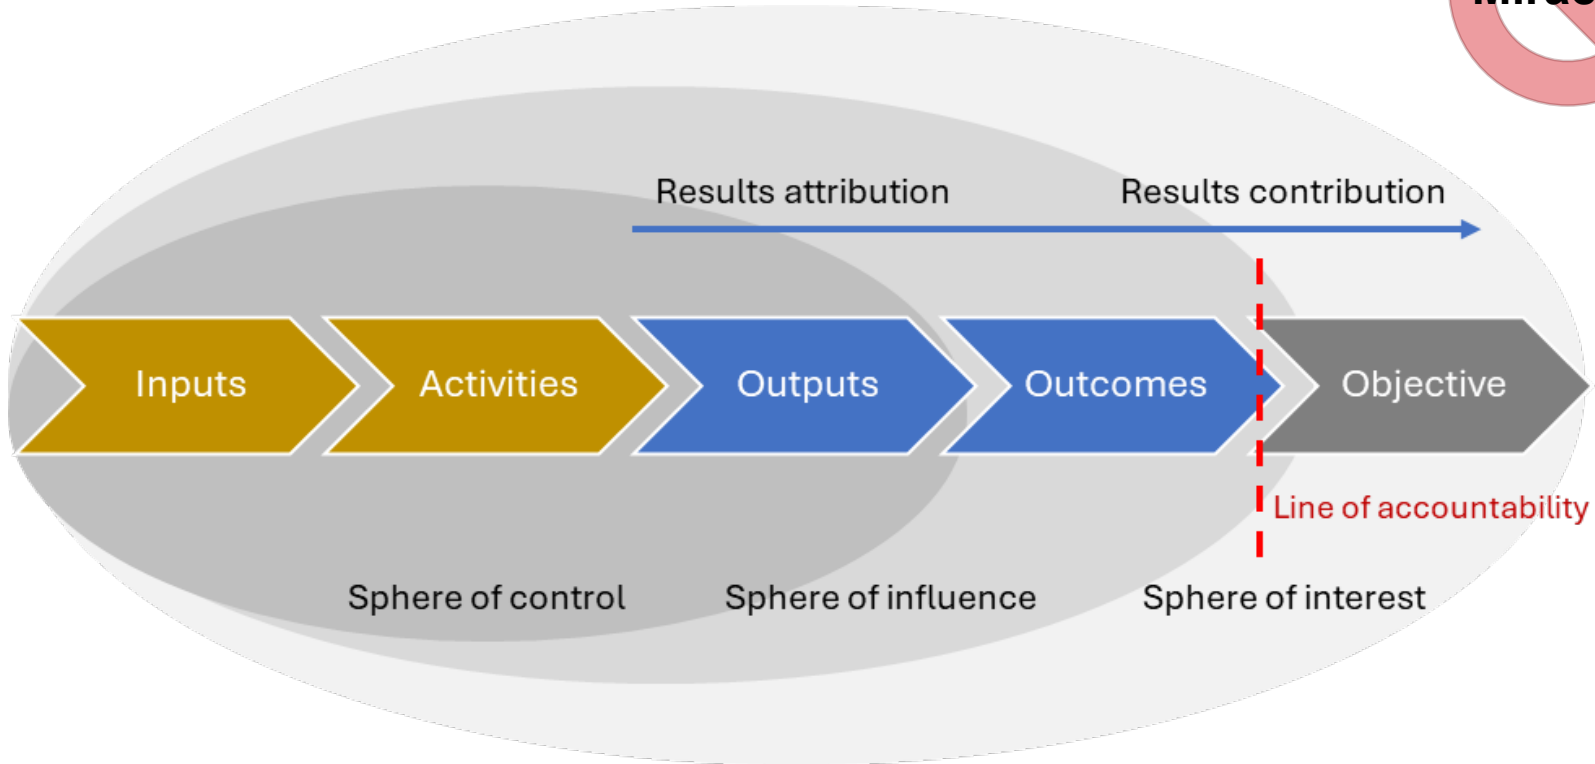 Results attribution
Results contribution
Inputs
Activities
Outputs
Outcomes
Objective
Line of accountability
Sphere of control
Sphere of influence
Sphere of interest